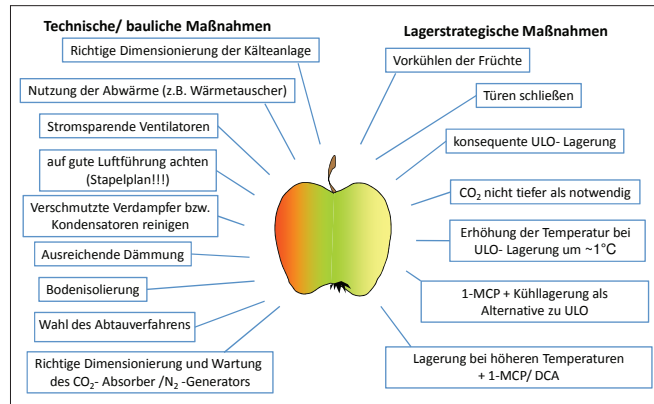 Technische/ bauliche Maßnahmen
Richtige Dimensionierung der Kälteanlage
Nutzung der Abwärme (z.B. Wärmetauscher)
Stromsparende Ventilatoren
auf gute Luftführung achten
(Stapelplan!!!)
Verschmutzte Verdampfer bzw.
Kondensatoren reinigen
Ausreichende Dämmung
Bodenisolierung
Wahl des Abtauverfahrens
Richtige Dimensionierung und Wartung
des CO₂- Absorber /N₂ -Generators
Lagerstrategische Maßnahmen
Vorkühlen der Früchte
Türen schließen
konsequente ULO- Lagerung
CO₂ nicht tiefer als notwendig
Erhöhung der Temperatur bei
ULO- Lagerung um ~1°C
1-MCP + Kühllagerung als
Alternative zu ULO
Lagerung bei höheren Temperaturen
+ 1-MCP/ DCA